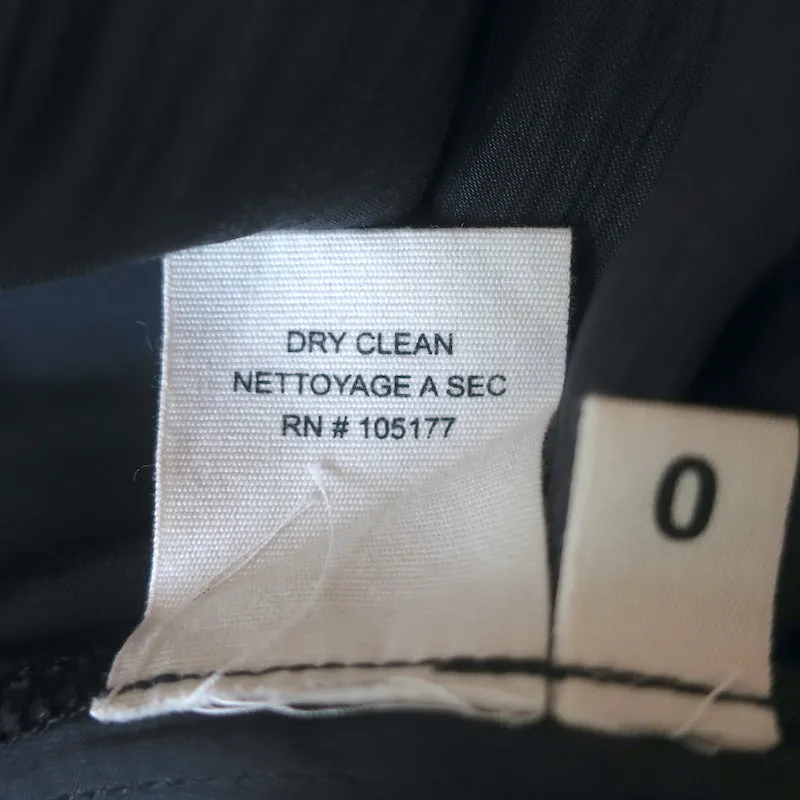 DRY CLEAN
NETTOYAGE A SEC
RN # 105177
0